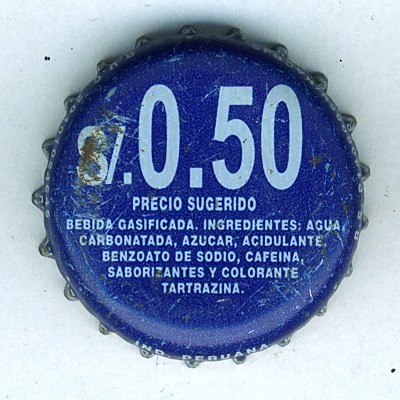 S/.0.50
PRECIO SUGERIDO
BEBIDA GASIFICADA. INGREDIENTES: AGUA
CARBONATADA, AZUCAR, ACIDULANTE,
BENZOATO DE SODIO, CAFEINA,
SABORIZANTES Y COLORANTE
TARTRAZINA.
IND. PERUANA